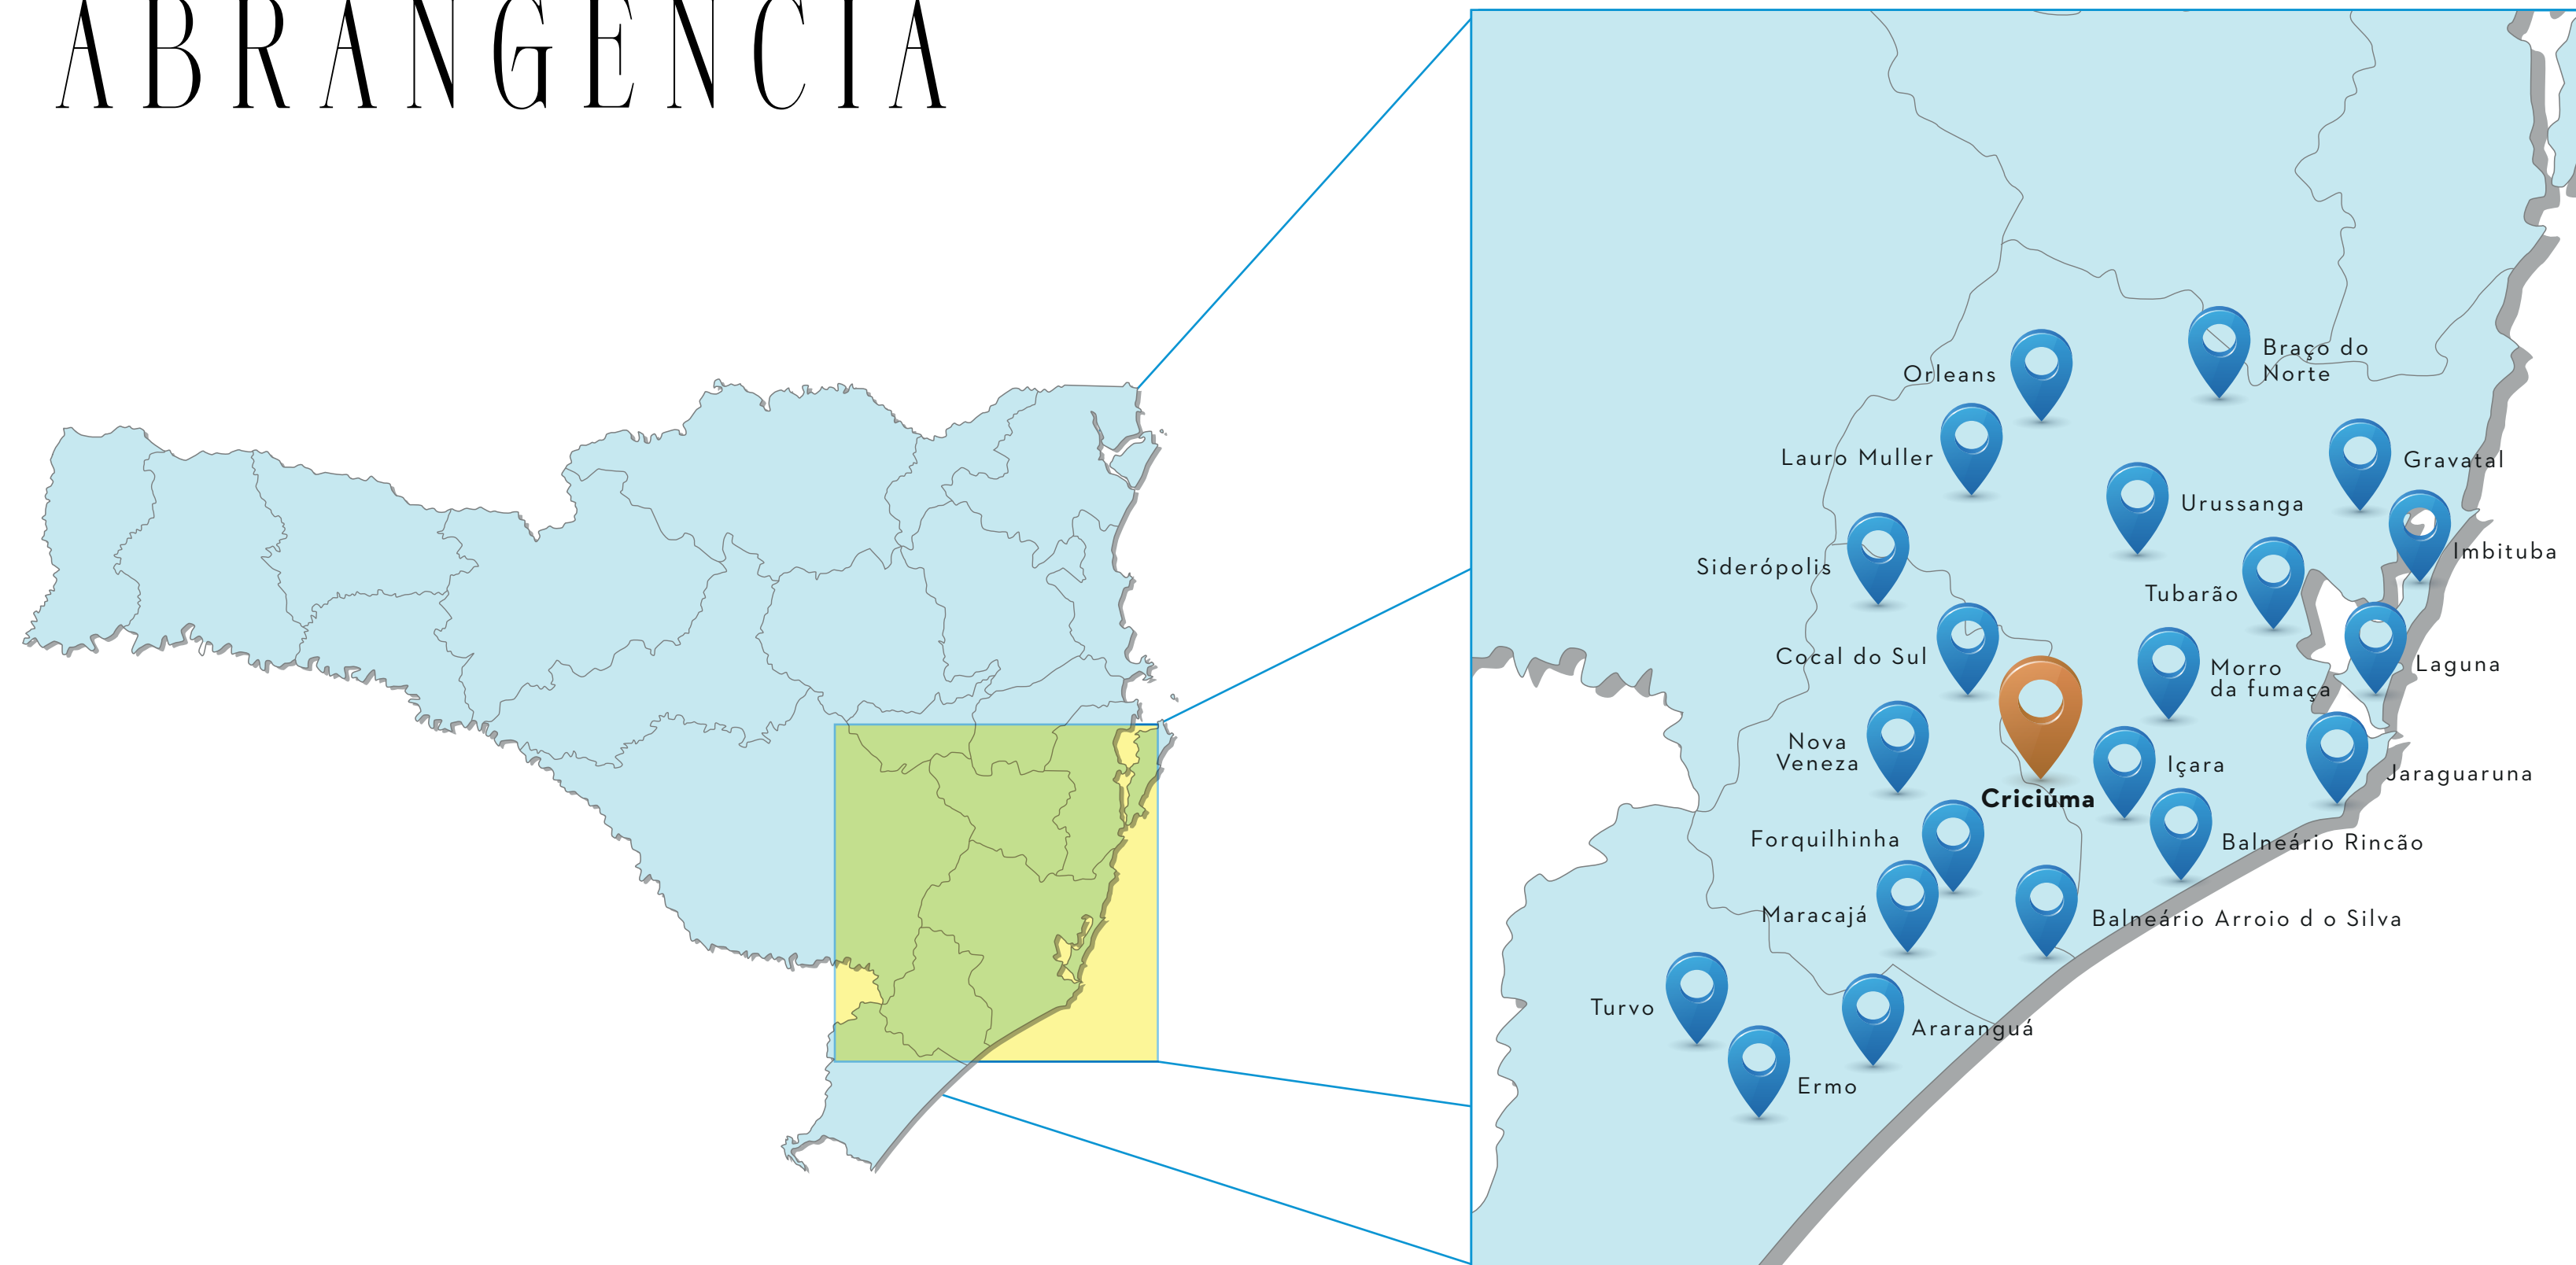 ABRANGENCIA
Braço do
Norte
Orleans
Lauro Muller
Gravatal
Urussanga
Imbituba
Siderópolis
Tubarão
Cocal do Sul
Laguna
Morro
da fumaça
Nova
Veneza
Içara
Jaraguaruna
Criciúma
Forquilhinha
Balneário Rincão
Maracajá
Balneário Arroio d o Silva
Turvo
Araranguá
Ermo